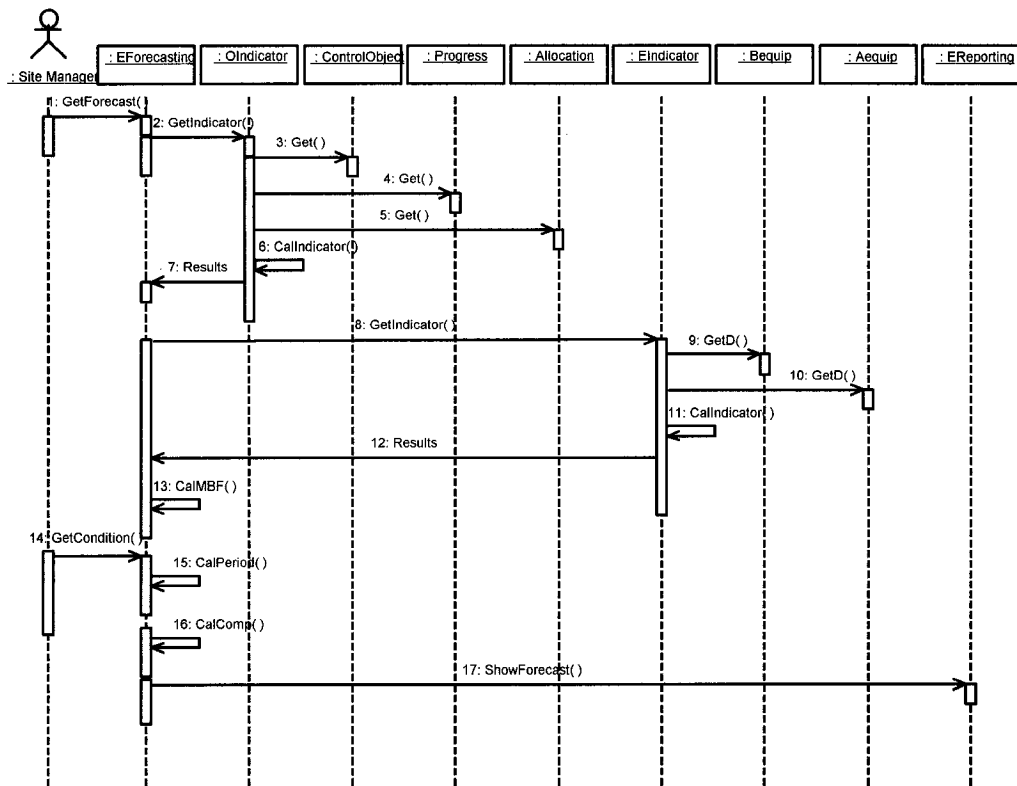 : Site Manager
: EForecasting
: OIndicator
: ControlObject
: Progress
: Allocation
: EIndicator
: Bequip
: Aequip
: EReporting
1: GetForecast( )
2: GetIndicator( )
3: Get( )
4: Get( )
5: Get( )
6: CalIndicator( )
7: Results
8: GetIndicator( )
9: GetD( )
10: GetD( )
11: CalIndicator( )
12: Results
13: CalMBF( )
14: GetCondition( )
15: CalPeriod( )
16: CalComp( )
17: ShowForecast( )